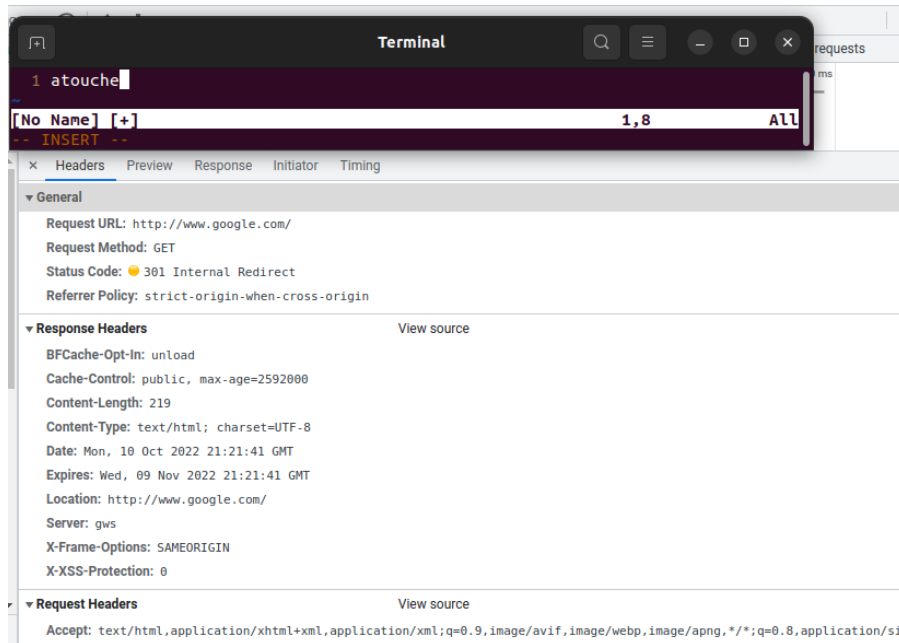 Terminal
requests
ms
1 atouche
~
[No Name] [+] 1,8 All
-- INSERT --
× Headers Preview Response Initiator Timing
General
Request URL: http://www.google.com/
Request Method: GET
Status Code: 301 Internal Redirect
Referrer Policy: strict-origin-when-cross-origin
Response Headers View source
BFCache-Opt-In: unload
Cache-Control: public, max-age=2592000
Content-Length: 219
Content-Type: text/html; charset=UTF-8
Date: Mon, 10 Oct 2022 21:21:41 GMT
Expires: Wed, 09 Nov 2022 21:21:41 GMT
Location: http://www.google.com/
Server: gws
X-Frame-Options: SAMEORIGIN
X-XSS-Protection: 0
Request Headers View source
Accept: text/html,application/xhtml+xml,application/xml;q=0.9,image/avif,image/webp,image/apng,*/*;q=0.8,application/si